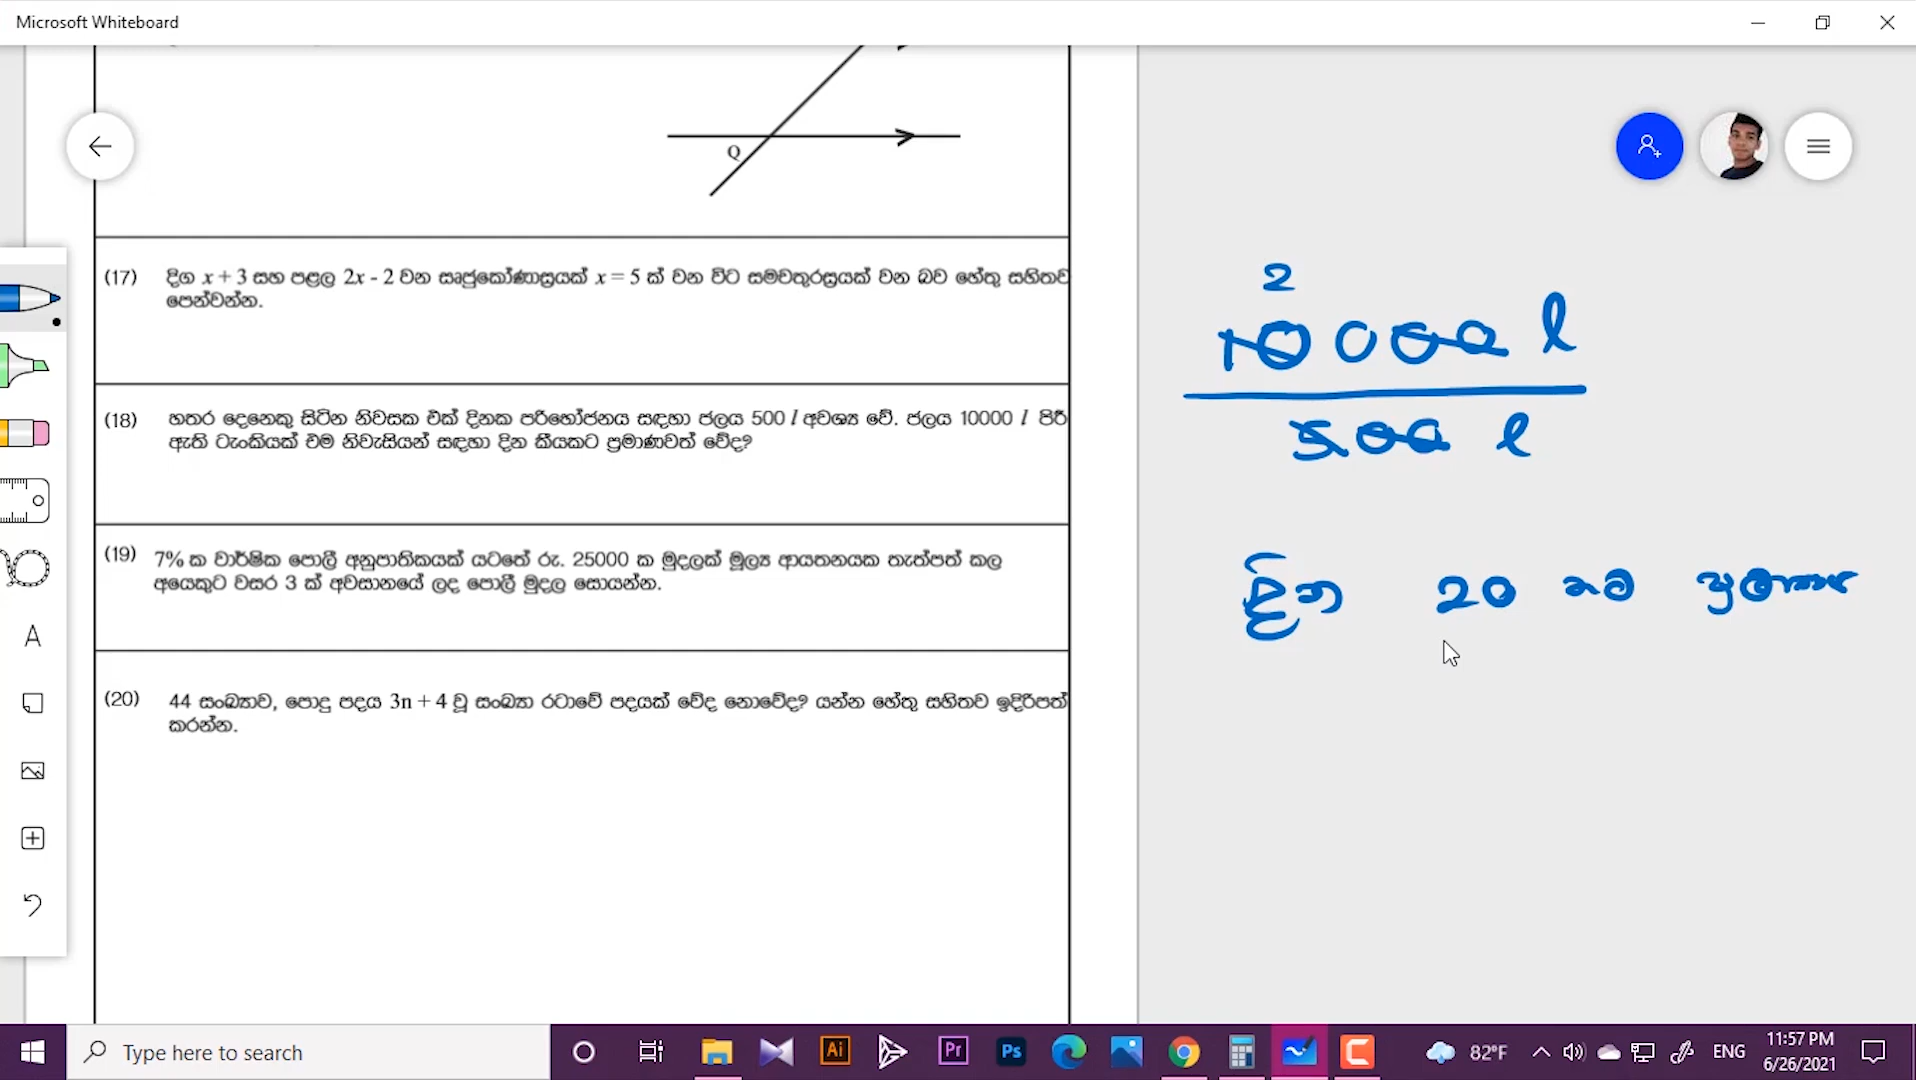 Microsoft Whiteboard
Q
(17) දිග x + 3 සහ පළල 2x - 2 වන සෘජුකෝණාස්‍රයක් x = 5 ක් වන විට සමචතුරස්‍රයක් වන බව හේතු සහිතව
පෙන්වන්න.
(18) හතර දෙනෙකු සිටින නිවසක එක් දිනක පරිභෝජනය සඳහා ජලය 500 l අවශ්‍ය වේ. ජලය 10000 l පිරී
ඇති ටැංකියක් එම නිවැසියන් සඳහා දින කීයකට ප්‍රමාණවත් වේද?
(19) 7% ක වාර්ෂික පොලී අනුපාතිකයක් යටතේ රු. 25000 ක මුදලක් මූල්‍ය ආයතනයක තැන්පත් කල
අයෙකුට වසර 3 ක් අවසානයේ ලද පොලී මුදල සොයන්න.
(20) 44 සංඛ්‍යාව, පොදු පදය 3n + 4 වූ සංඛ්‍යා රටාවේ පදයක් වේද නොවේද? යන්න හේතු සහිතව ඉදිරිපත්
කරන්න.
2
10000 l
500 l
දින 20
A
Type here to search
Ai
Pr
Ps
82°F
ENG
11:57 PM
6/26/2021